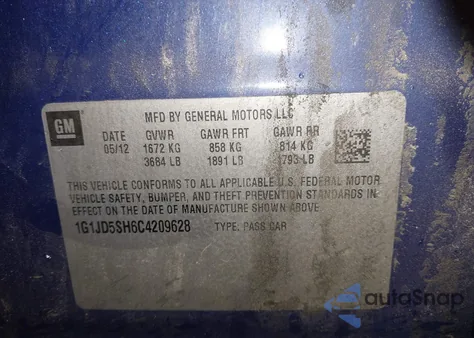 GM
MFD BY GENERAL MOTORS LLC
DATE GVWR GAWR FRT GAWR RR
05/12 1672 KG 858 KG 814 KG
3684 LB 1891 LB 1793 LB
THIS VEHICLE CONFORMS TO ALL APPLICABLE U.S. FEDERAL MOTOR
VEHICLE SAFETY, BUMPER, AND THEFT PREVENTION STANDARDS IN
EFFECT ON THE DATE OF MANUFACTURE SHOWN ABOVE.
1G1JD5SH6C4209628 TYPE: PASS CAR
autoSnap